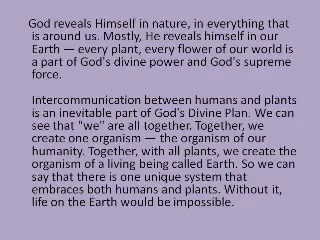 God reveals Himself in nature, in everything that
is around us. Mostly, He reveals himself in our
Earth — every plant, every flower of our world is
a part of God's divine power and God's supreme
force.
Intercommunication between humans and plants
is an inevitable part of God's Divine Plan. We can
see that "we" are all together. Together, we
create one organism — the organism of our
humanity. Together, with all plants, we create the
organism of a living being called Earth. So we can
say that there is one unique system that
embraces both humans and plants. Without it,
life on the Earth would be impossible.